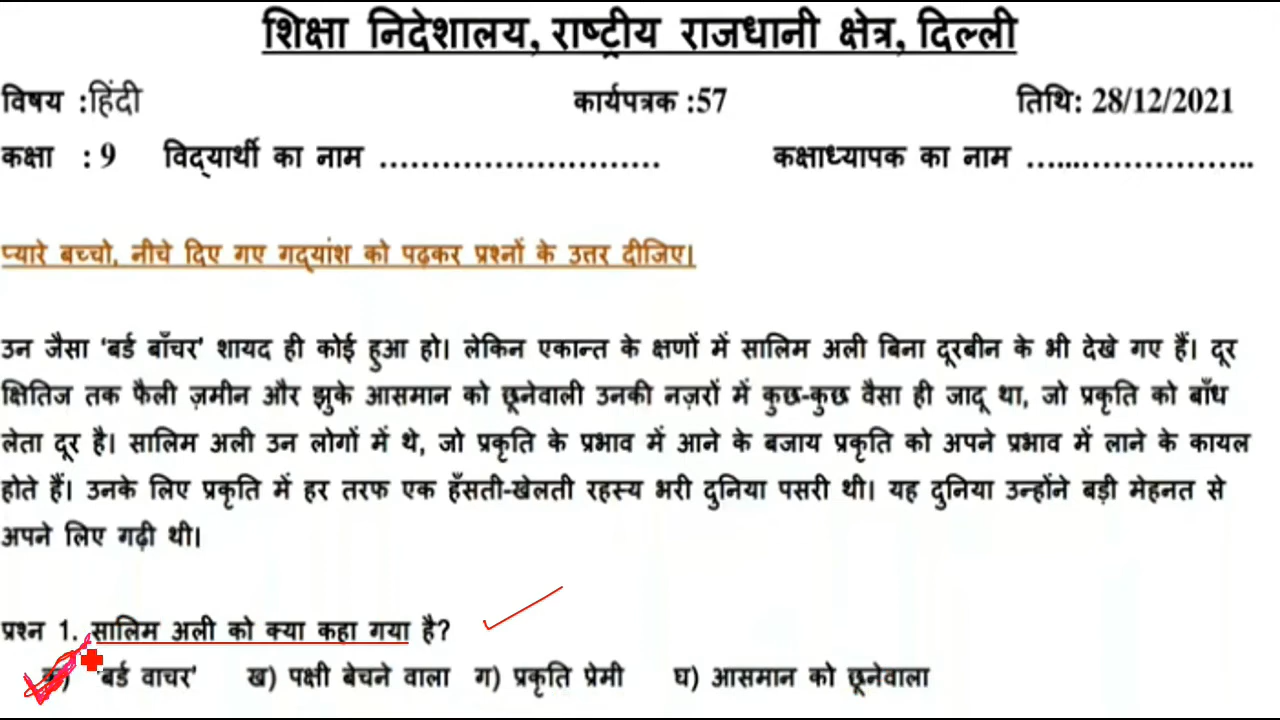 शिक्षा निदेशालय, राष्ट्रीय राजधानी क्षेत्र, दिल्ली
विषय :हिंदी कार्यपत्रक :57 तिथि: 28/12/2021
कक्षा : 9 विद्यार्थी का नाम ............................ कक्षाध्यापक का नाम ............................
प्यारे बच्चो, नीचे दिए गए गद्यांश को पढ़कर प्रश्नों के उत्तर दीजिए।
उन जैसा ‘बर्ड बाँचर’ शायद ही कोई हुआ हो। लेकिन एकान्त के क्षणों में सालिम अली बिना दूरबीन के भी देखे गए हैं। दूर
क्षितिज तक फैली ज़मीन और झुके आसमान को छूनेवाली उनकी नज़रों में कुछ-कुछ वैसा ही जादू था, जो प्रकृति को बाँध
लेता दूर है। सालिम अली उन लोगों में थे, जो प्रकृति के प्रभाव में आने के बजाय प्रकृति को अपने प्रभाव में लाने के कायल
होते हैं। उनके लिए प्रकृति में हर तरफ एक हँसती-खेलती रहस्य भरी दुनिया पसरी थी। यह दुनिया उन्होंने बड़ी मेहनत से
अपने लिए गढ़ी थी।
प्रश्न 1. सालिम अली को क्या कहा गया है?
क) ‘बर्ड वाचर’ ख) पक्षी बेचने वाला ग) प्रकृति प्रेमी घ) आसमान को छूनेवाला